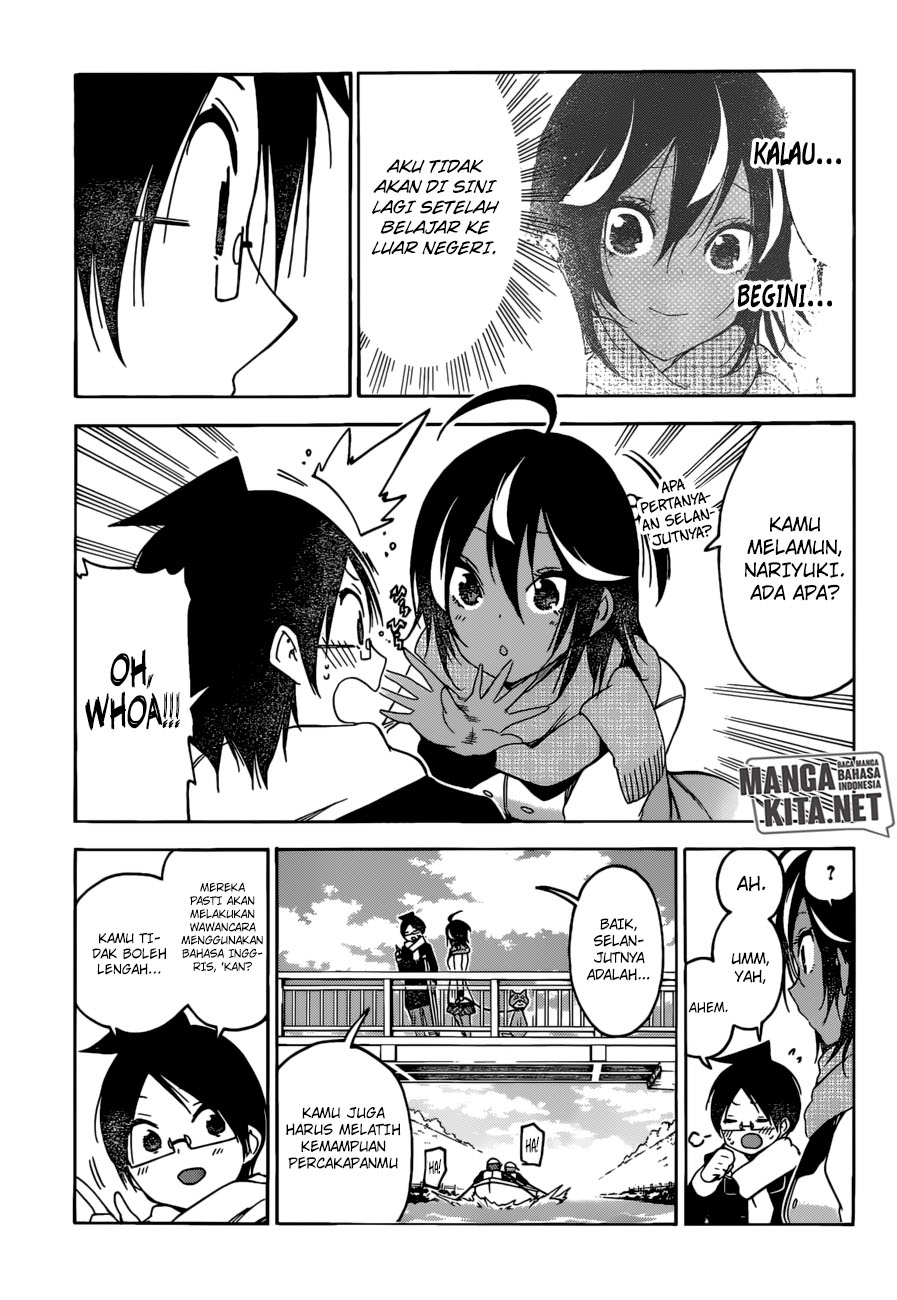 KALAU...
BEGINI...
AKU TIDAK
AKAN DI SINI
LAGI SETELAH
BELAJAR KE
LUAR NEGERI.
KAMU
MELAMUN,
NARIYUKI.
ADA APA?
APA
PERTANYA-
AN SELAN-
JUTNYA?
OH,
WHOA!!!
MANGA
KITA.NET
BACA MANGA
BAHASA
INDONESIA
?
AH.
UMM,
YAH,
AHEM.
BAIK,
SELAN-
JUTNYA
ADALAH...
KAMU JUGA
HARUS MELATIH
KEMAMPUAN
PERCAKAPANMU
HA!
HA!
MEREKA
PASTI AKAN
MELAKUKAN
WAWANCARA
MENGGUNAKAN
BAHASA INGG-
RIS, 'KAN?
KAMU TI-
DAK BOLEH
LENGAH...